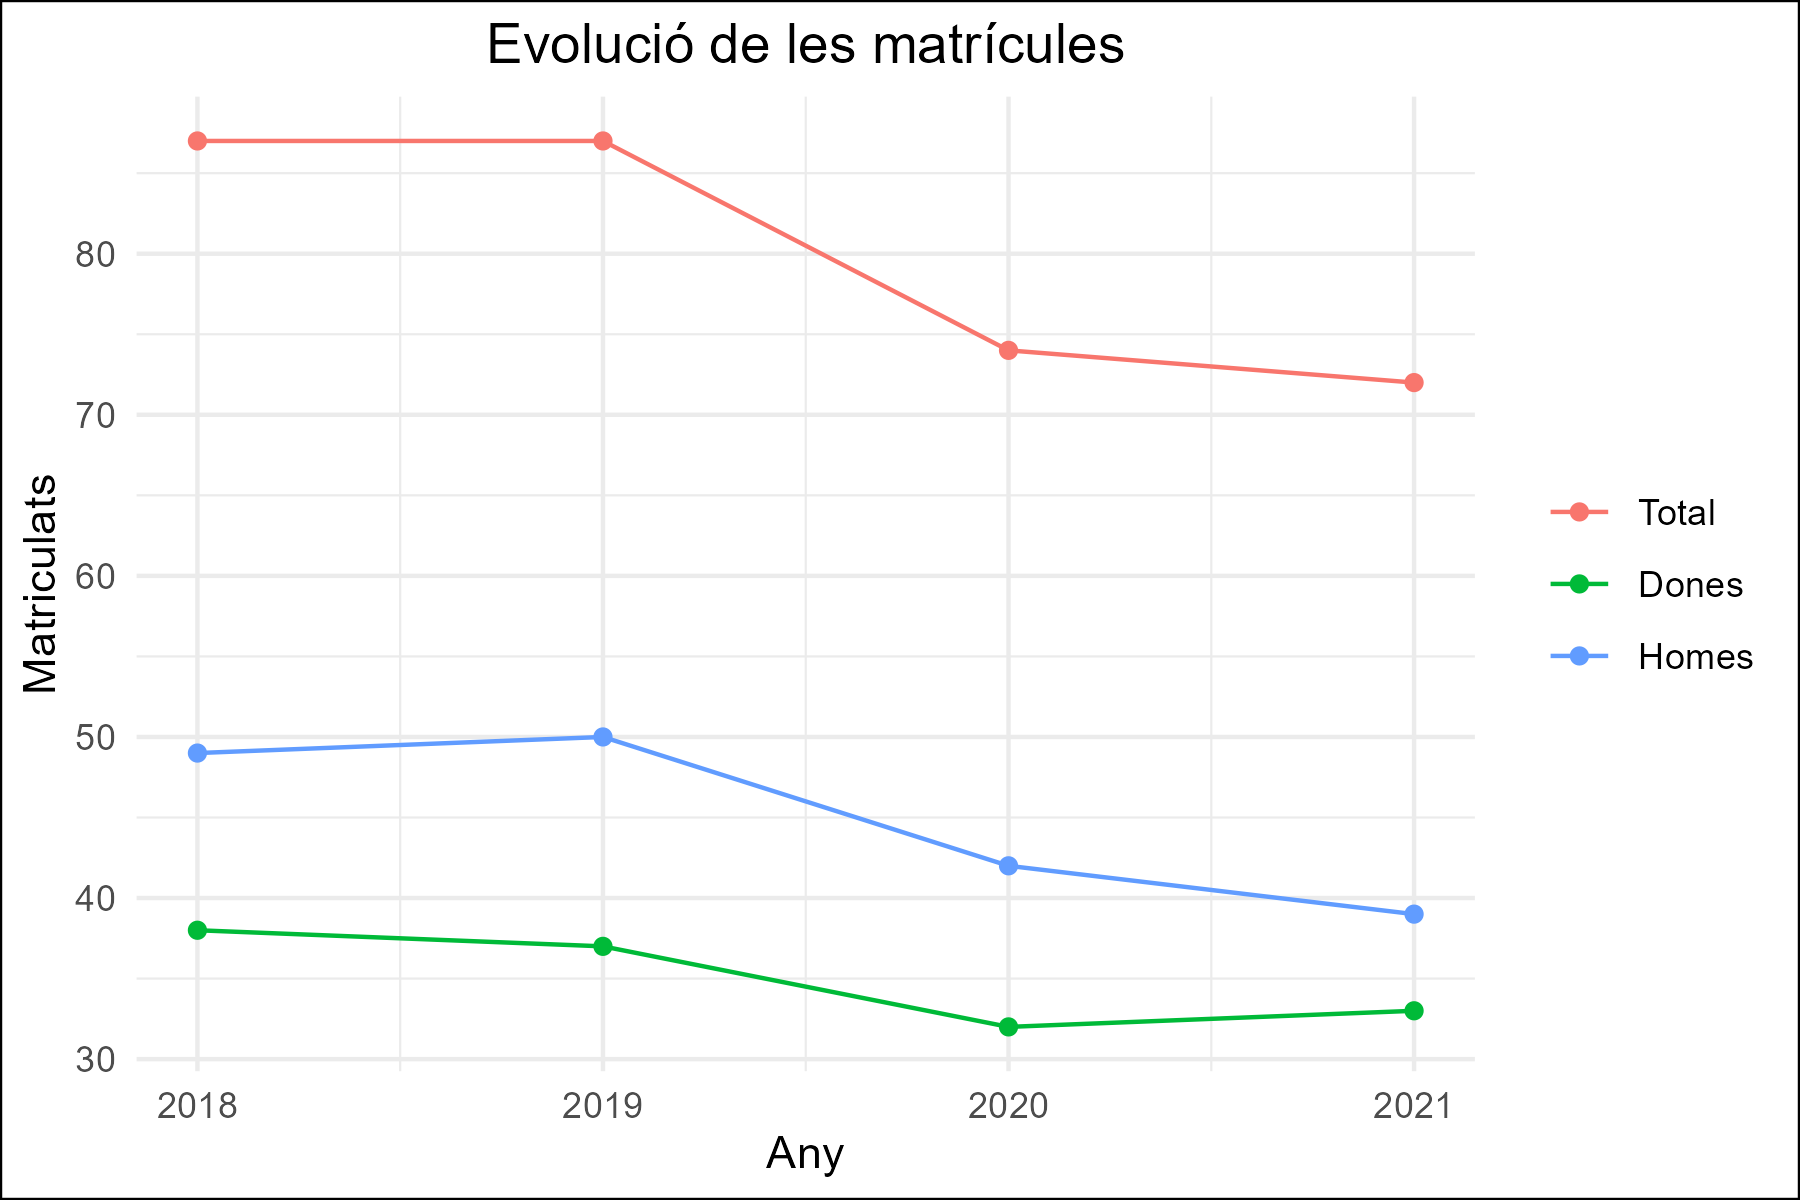 Evolució de les matrícules
Matriculats
80
70
60
50
40
30
2018 2019 2020 2021
Any
Total
Dones
Homes